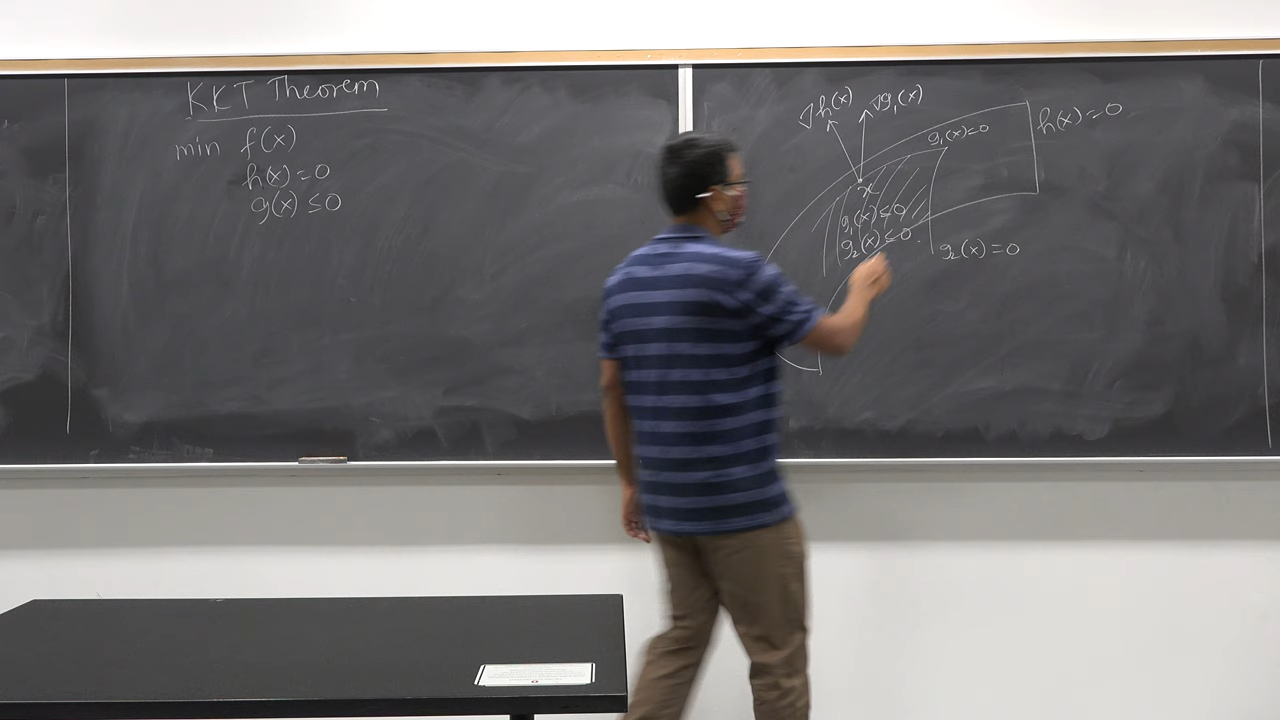 KKT Theorem
min f(x)
h(x) = 0
g(x) ≤ 0
∇h(x)
∇g₁(x)
g₁(x)=0
h(x) = 0
x
g₁(x) ≤ 0
g₂(x) ≤ 0
g₂(x) = 0